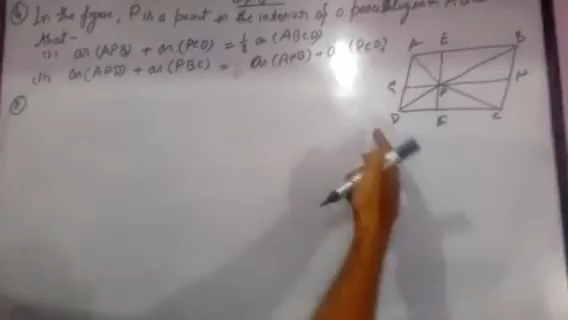 ④ In the figure, P is a point in the interior of a parallelogram
that-
(i) ar(APB) + ar(PCD) = ½ ar(ABCD)
(ii) ar(APD) + ar(PBC) = ar(APB) + (PCD)
A E B
G P H
D C